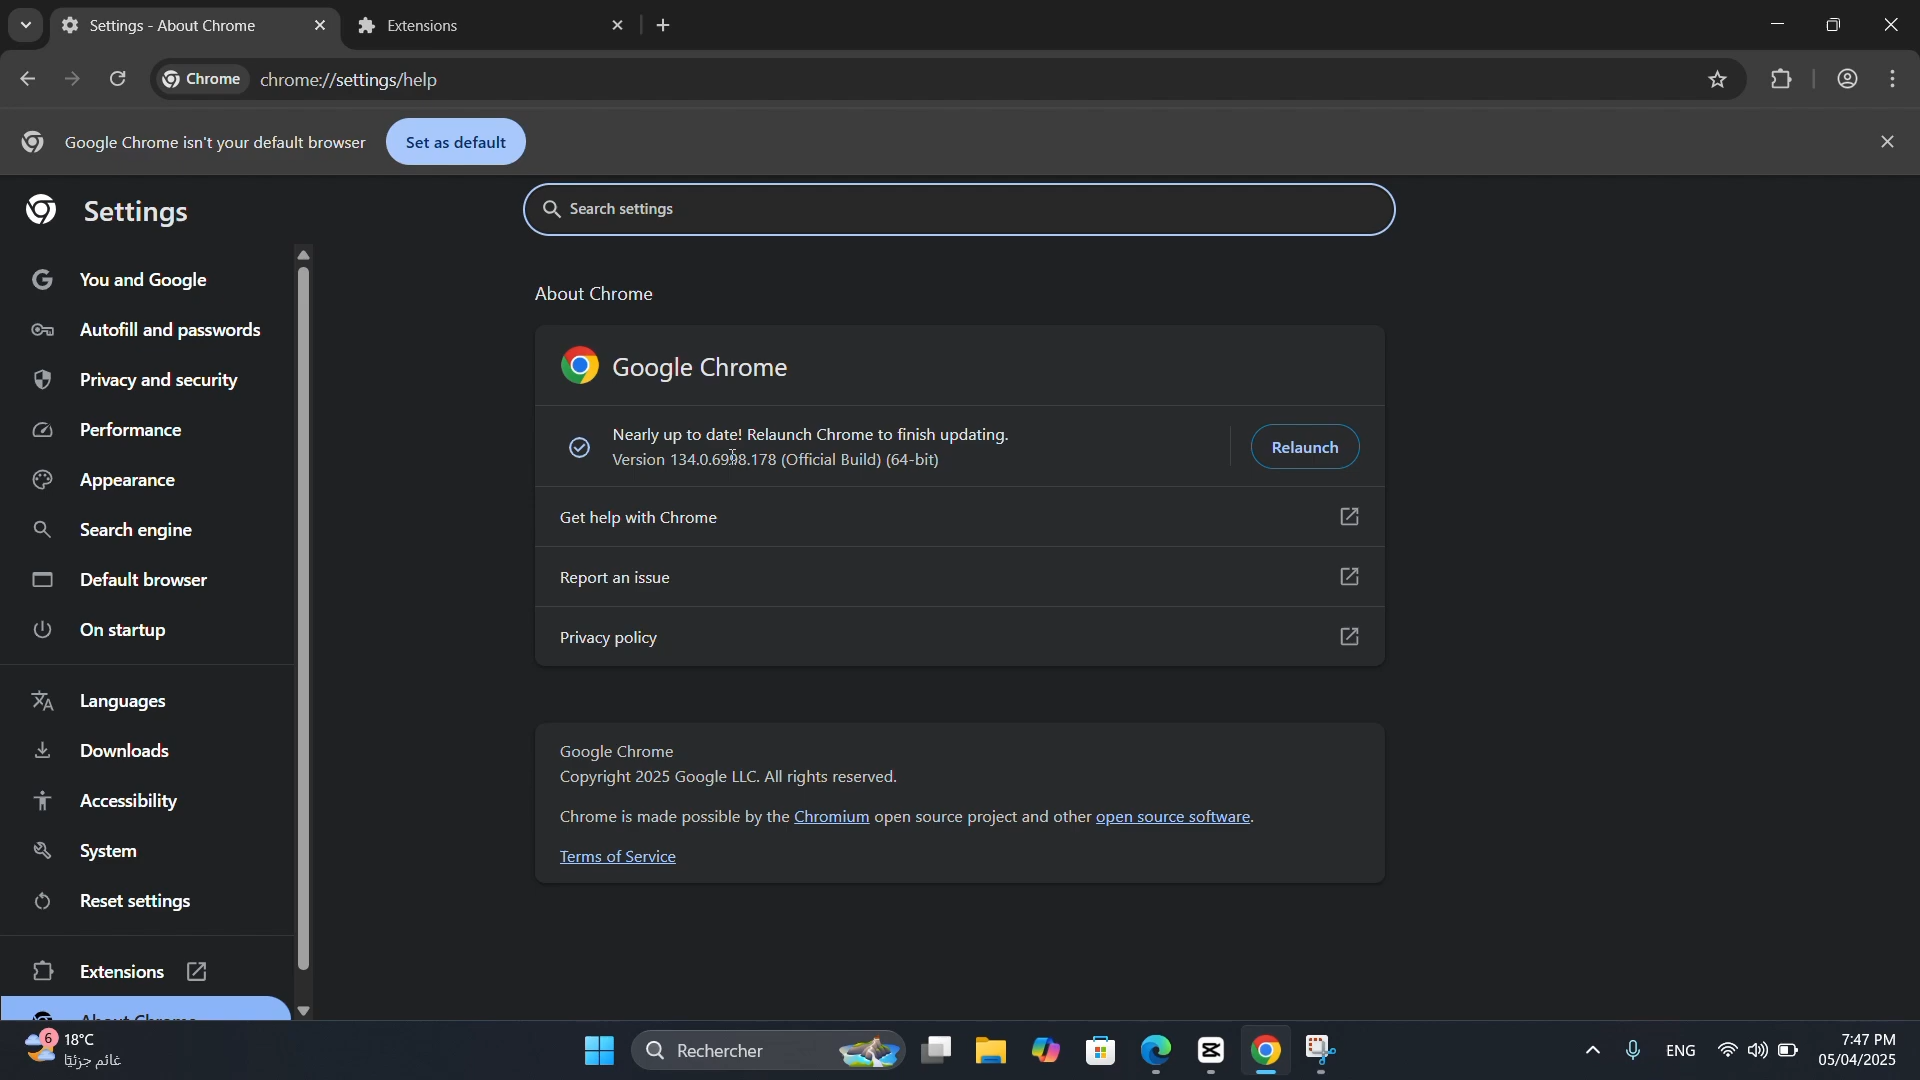 Settings - About Chrome
Extensions
Chrome
chrome://settings/help
Google Chrome isn't your default browser
Set as default
Settings
Search settings
You and Google
Autofill and passwords
Privacy and security
Performance
Appearance
Search engine
Default browser
On startup
Languages
Downloads
Accessibility
System
Reset settings
Extensions
About Chrome
About Chrome
Google Chrome
Nearly up to date! Relaunch Chrome to finish updating.
Version 134.0.6998.178 (Official Build) (64-bit)
Relaunch
Get help with Chrome
Report an issue
Privacy policy
Google Chrome
Copyright 2025 Google LLC. All rights reserved.
Chrome is made possible by the Chromium open source project and other open source software.
Terms of Service
6
18°C
غائم جزئيًا
Rechercher
ENG
7:47 PM
05/04/2025